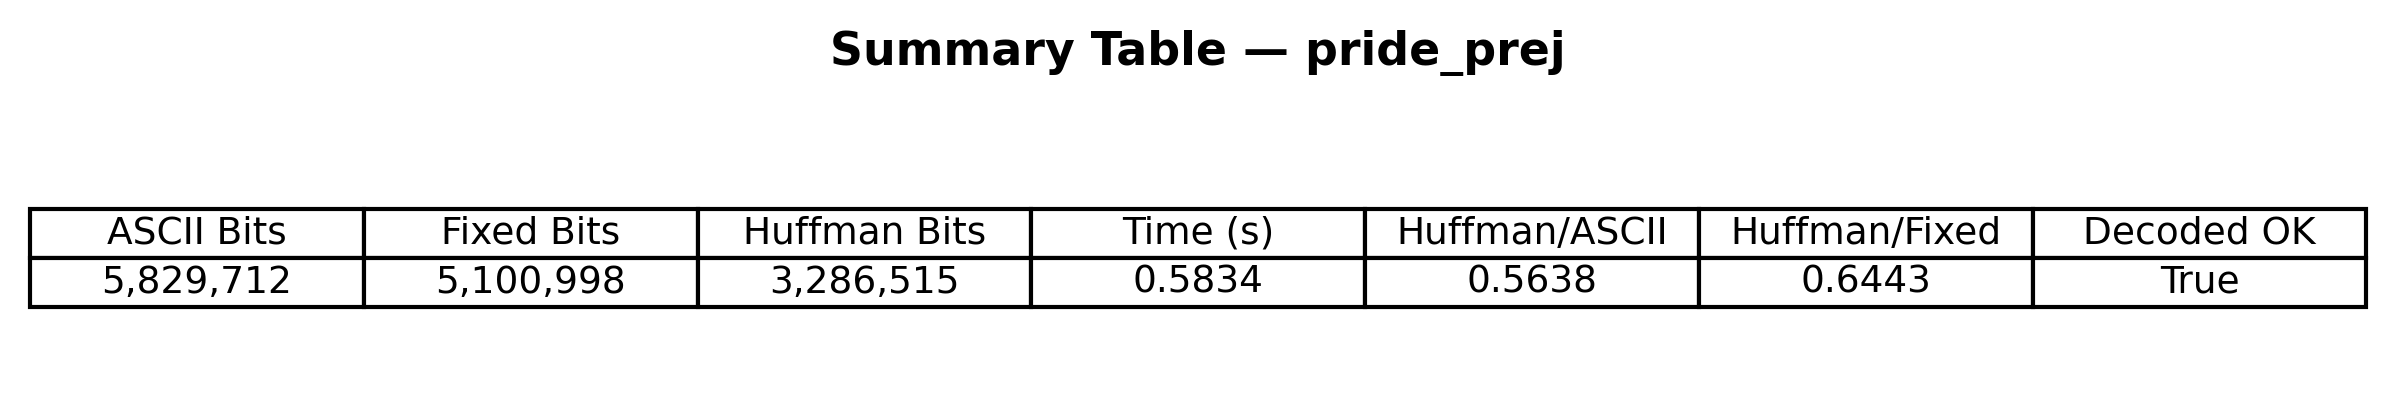 Summary Table — pride_prej
ASCII Bits Fixed Bits Huffman Bits Time (s) Huffman/ASCII Huffman/Fixed Decoded OK
5,829,712 5,100,998 3,286,515 0.5834 0.5638 0.6443 True